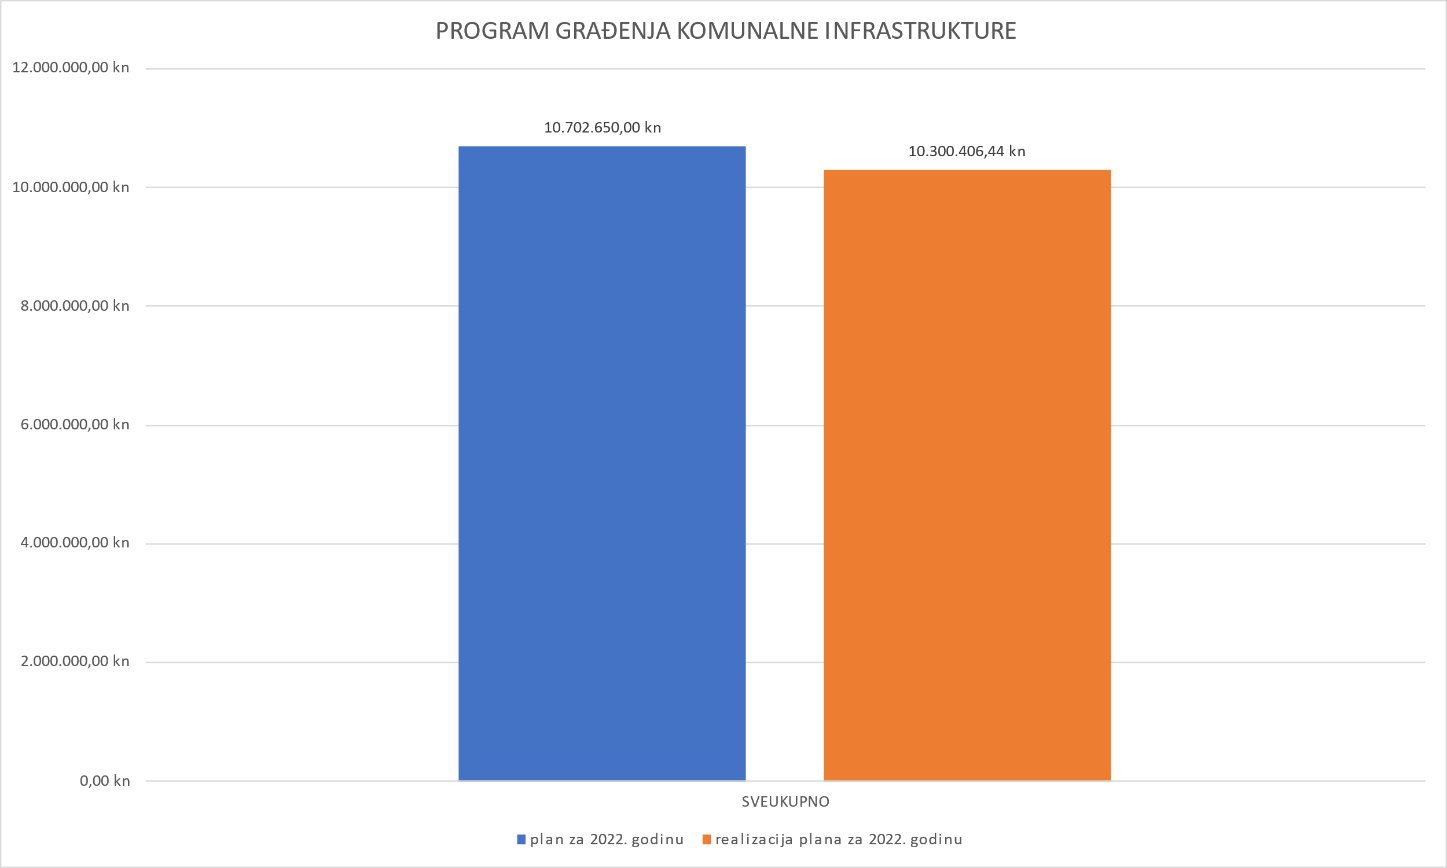 PROGRAM GRAĐENJA KOMUNALNE INFRASTRUKTURE
12.000.000,00 kn
10.702.650,00 kn
10.300.406,44 kn
10.000.000,00 kn
8.000.000,00 kn
6.000.000,00 kn
4.000.000,00 kn
2.000.000,00 kn
0,00 kn
SVEUKUPNO
plan za 2022. godinu realizacija plana za 2022. godinu